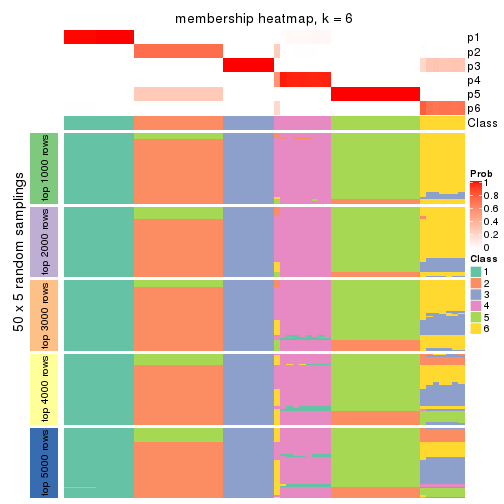 membership heatmap, k = 6
p1
p2
p3
p4
p5
p6
Class
50 x 5 random samplings
top 1000 rows
top 2000 rows
top 3000 rows
top 4000 rows
top 5000 rows
Prob
1
0.8
0.6
0.4
0.2
0
Class
1
2
3
4
5
6